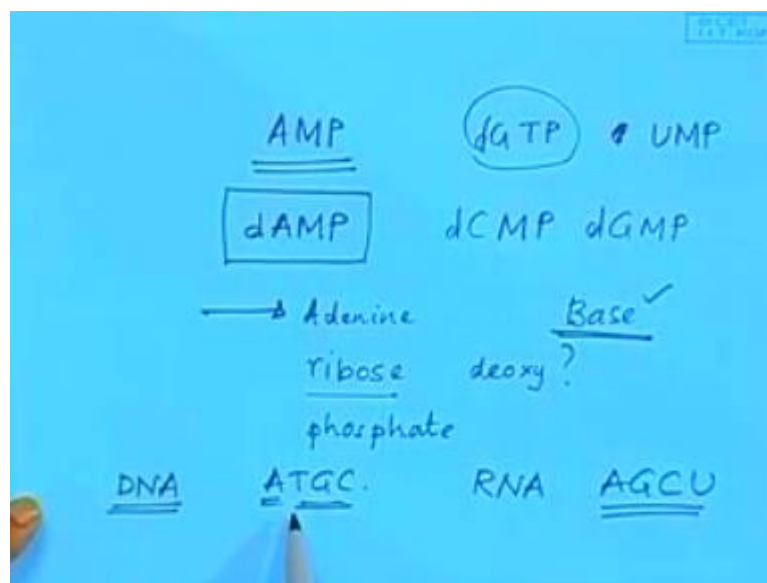 AMP dGTP UMP
dAMP dCMP dGMP
Adenine Base
ribose deoxy?
phosphate
DNA ATGC. RNA AGCU